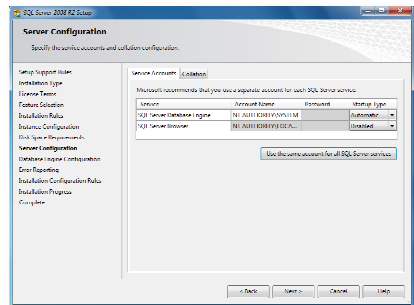 SQL Server 2008 R2 Setup
Server Configuration
Specify the service accounts and collation configuration.
Setup Support Rules
Installation Type
License Terms
Feature Selection
Installation Rules
Instance Configuration
Disk Space Requirements
Server Configuration
Database Engine Configuration
Error Reporting
Installation Configuration Rules
Installation Progress
Complete
Service Accounts Collation
Microsoft recommends that you use a separate account for each SQL Server service.
Service Account Name Password Startup Type
SQL Server Database Engine NT AUTHORITY\SYSTEM Automatic
SQL Server Browser NT AUTHORITY\LOCA... Disabled
Use the same account for all SQL Server services
< Back Next > Cancel Help